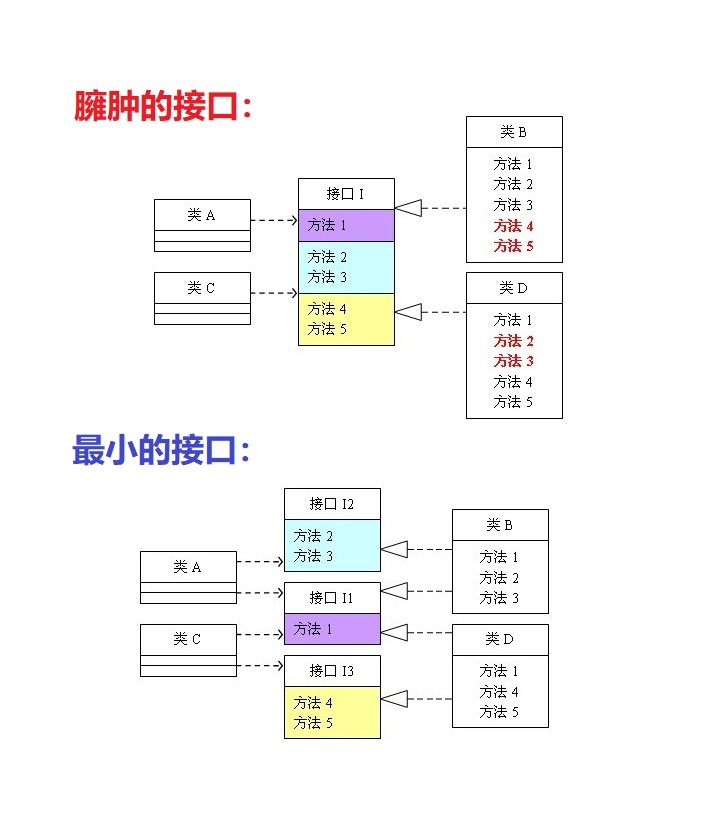 臃肿的接口：
类 B
方法 1
方法 2
方法 3
方法 4
方法 5
接口 I
方法 1
方法 2
方法 3
方法 4
方法 5
类 A
类 C
类 D
方法 1
方法 2
方法 3
方法 4
方法 5
最小的接口：
接口 I2
方法 2
方法 3
类 B
方法 1
方法 2
方法 3
类 A
接口 I1
方法 1
类 C
类 D
方法 1
方法 4
方法 5
接口 I3
方法 4
方法 5